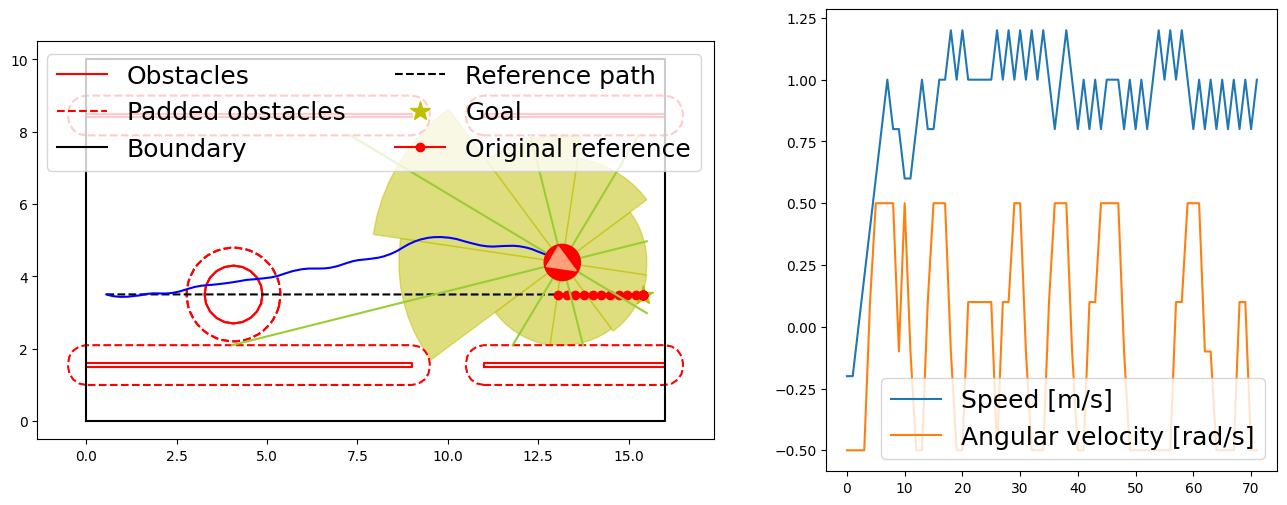 Obstacles
Padded obstacles
Boundary
Reference path
Goal
Original reference
10
8
6
4
2
0
0.0 2.5 5.0 7.5 10.0 12.5 15.0
1.25
1.00
0.75
0.50
0.25
0.00
−0.25
−0.50
Speed [m/s]
Angular velocity [rad/s]
0 10 20 30 40 50 60 70